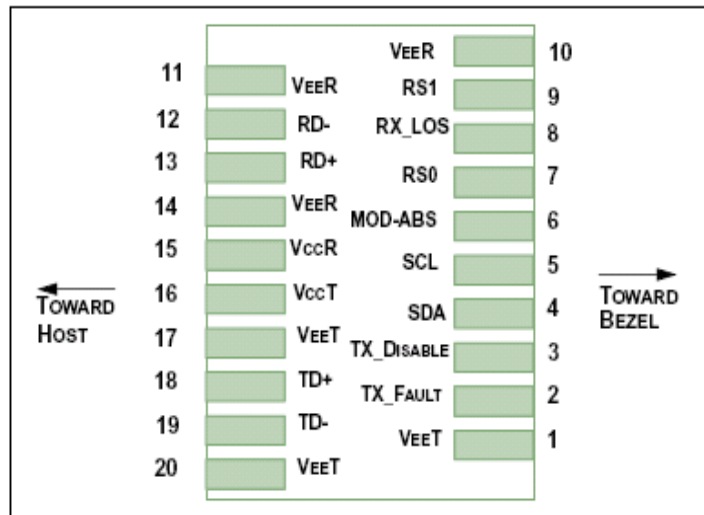 VEER 10
11 VEER
RS1 9
12 RD-
RX_LOS 8
13 RD+
RS0 7
14 VEER
MOD-ABS 6
15 VCCR
SCL 5
16 VCCT
SDA 4
TOWARD HOST
TOWARD BEZEL
17 VEET
TX_DISABLE 3
18 TD+
TX_FAULT 2
19 TD-
VEET 1
20 VEET